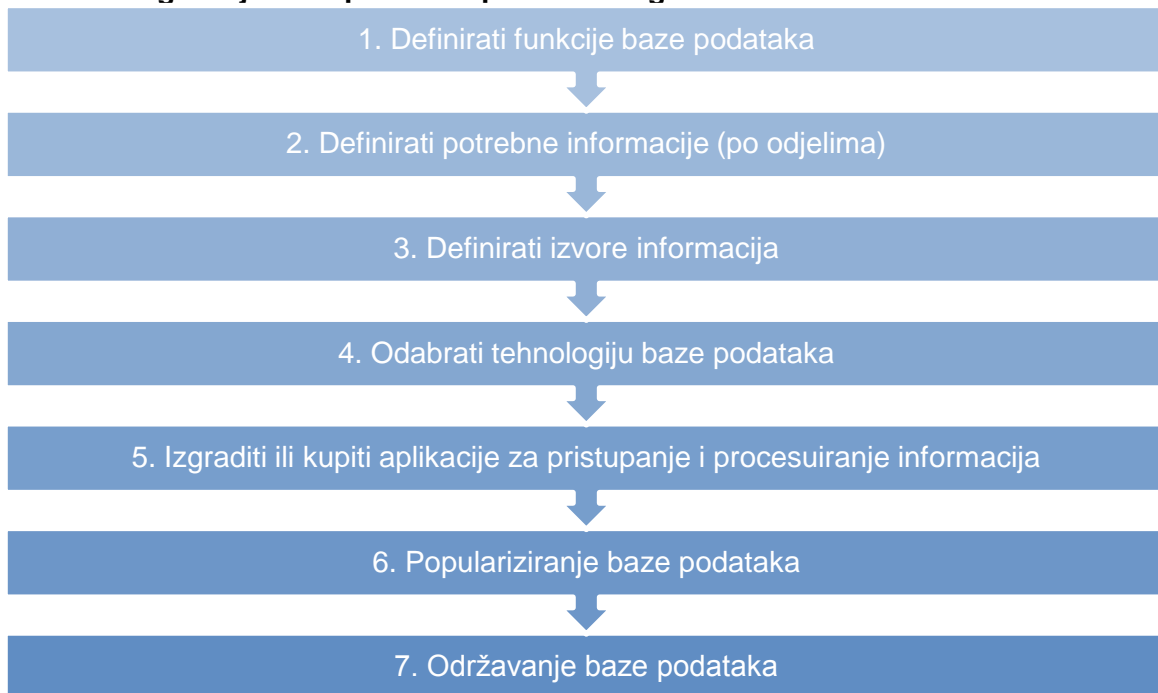 1. Definirati funkcije baze podataka
2. Definirati potrebne informacije (po odjelima)
3. Definirati izvore informacija
4. Odabrati tehnologiju baze podataka
5. Izgraditi ili kupiti aplikacije za pristupanje i procesuiranje informacija
6. Populariziranje baze podataka
7. Održavanje baze podataka